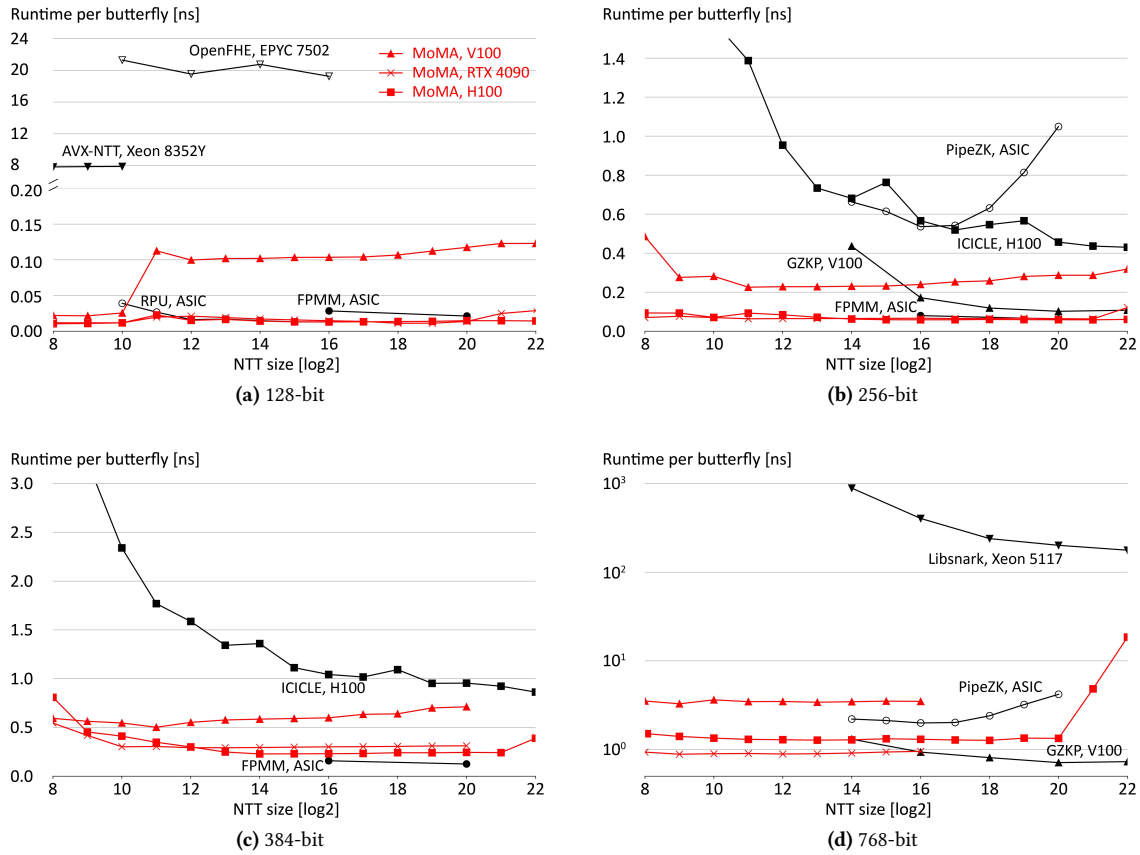 Runtime per butterfly [ns]
24
20
16
12
8
0.20
0.15
0.10
0.05
0.00
OpenFHE, EPYC 7502
MoMA, V100
MoMA, RTX 4090
MoMA, H100
AVX-NTT, Xeon 8352Y
RPU, ASIC
FPMM, ASIC
8 10 12 14 16 18 20 22
NTT size [log2]
(a) 128-bit
Runtime per butterfly [ns]
1.4
1.2
1.0
0.8
0.6
0.4
0.2
0.0
PipeZK, ASIC
ICICLE, H100
GZKP, V100
FPMM, ASIC
8 10 12 14 16 18 20 22
NTT size [log2]
(b) 256-bit
Runtime per butterfly [ns]
3.0
2.5
2.0
1.5
1.0
0.5
0.0
ICICLE, H100
FPMM, ASIC
8 10 12 14 16 18 20 22
NTT size [log2]
(c) 384-bit
Runtime per butterfly [ns]
10³
10²
10¹
10⁰
Libsnark, Xeon 5117
PipeZK, ASIC
GZKP, V100
8 10 12 14 16 18 20 22
NTT size [log2]
(d) 768-bit